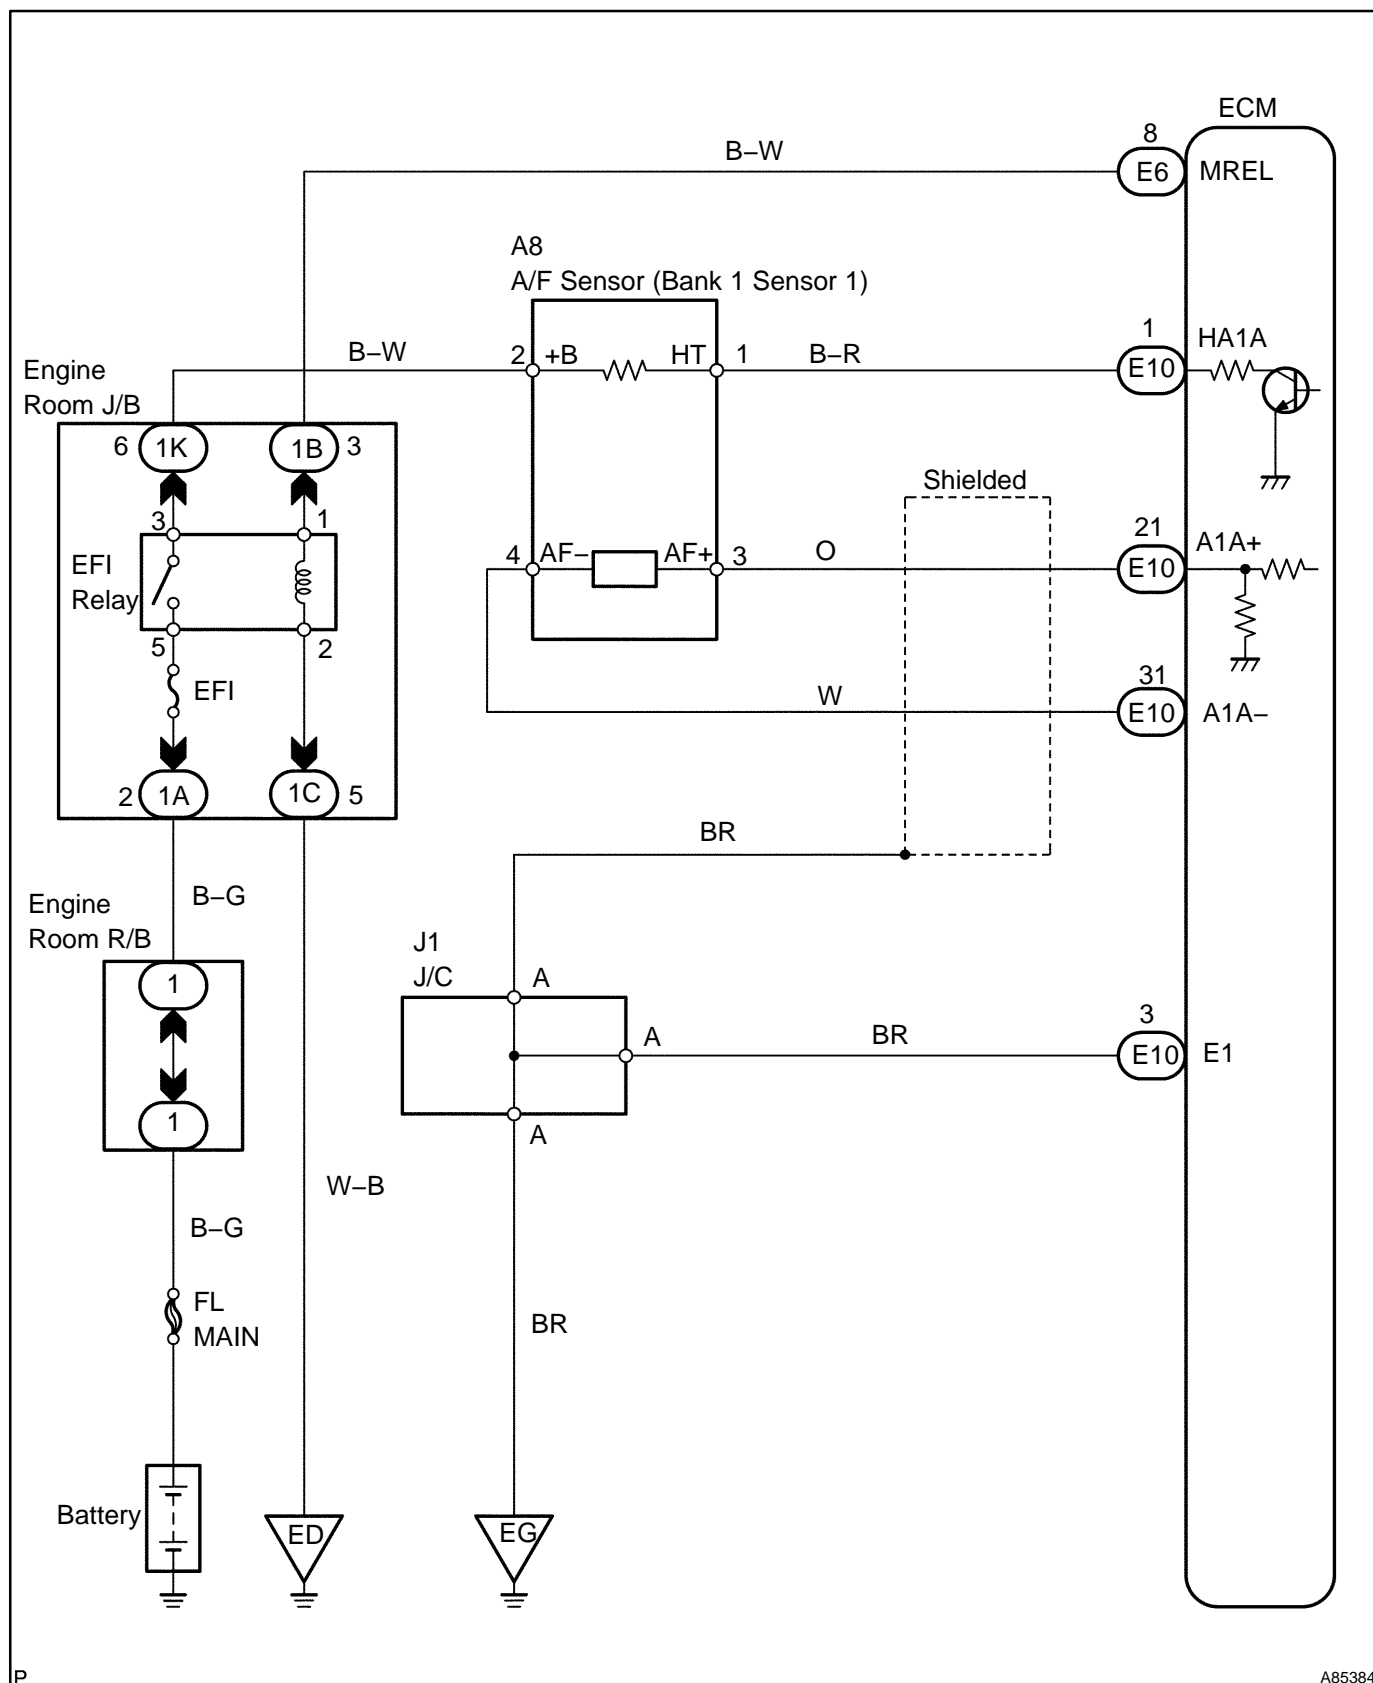 ECM
8
B–W
E6
MREL
A8
A/F Sensor (Bank 1 Sensor 1)
1
HA1A
B–W
2
+B
HT
1
B–R
E10
Engine
Room J/B
6
1K
1B
3
Shielded
3
1
21
A1A+
EFI
Relay
4
AF–
AF+
3
O
E10
5
2
31
EFI
W
E10
A1A–
2
1A
1C
5
BR
B–G
Engine
Room R/B
J1
J/C
A
1
3
A
BR
E10
E1
1
A
W–B
B–G
FL
MAIN
BR
Battery
ED
EG
P
A85384